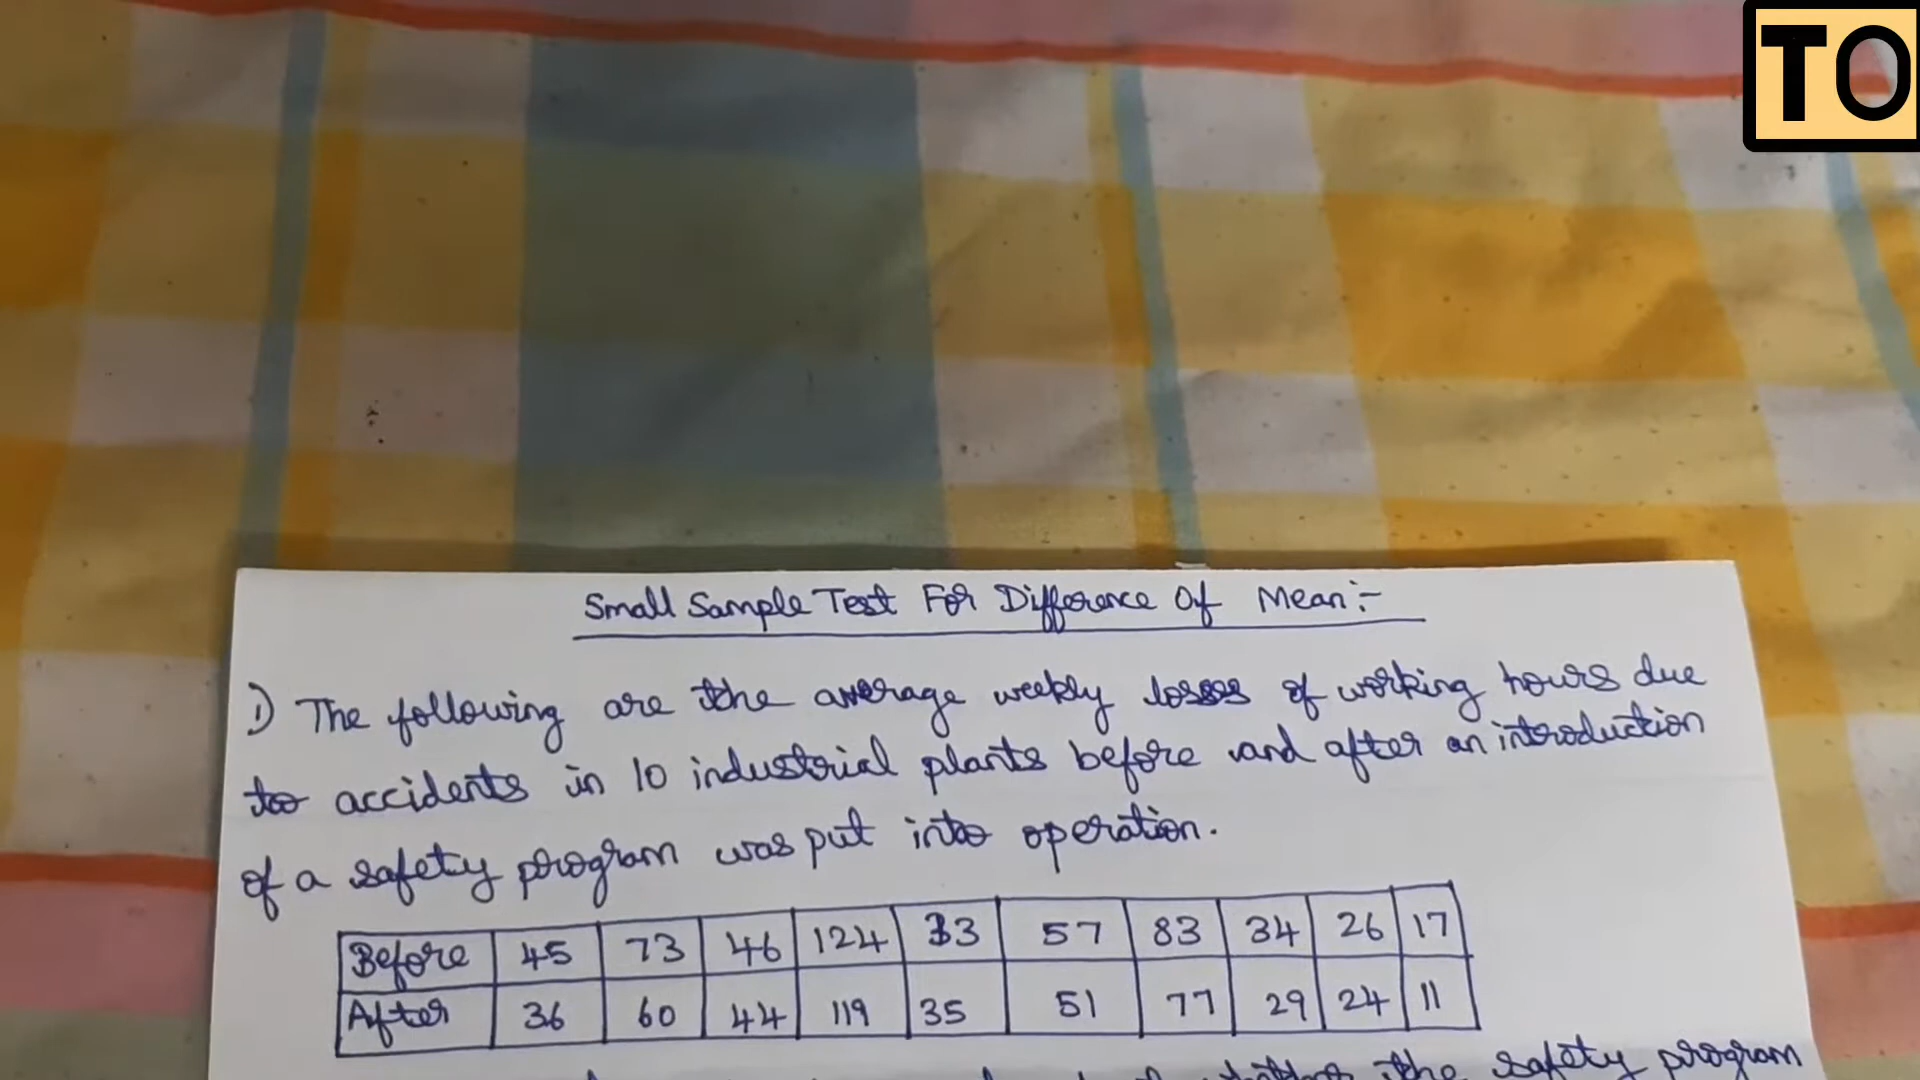 TO
Small Sample Test For Difference Of Mean:-
1) The following are the average weekly losses of working hours due
to accidents in 10 industrial plants before and after an introduction
of a safety program was put into operation.
Before 45 73 46 124 33 57 83 34 26 17
After 36 60 44 119 35 51 77 29 24 11
the safety program